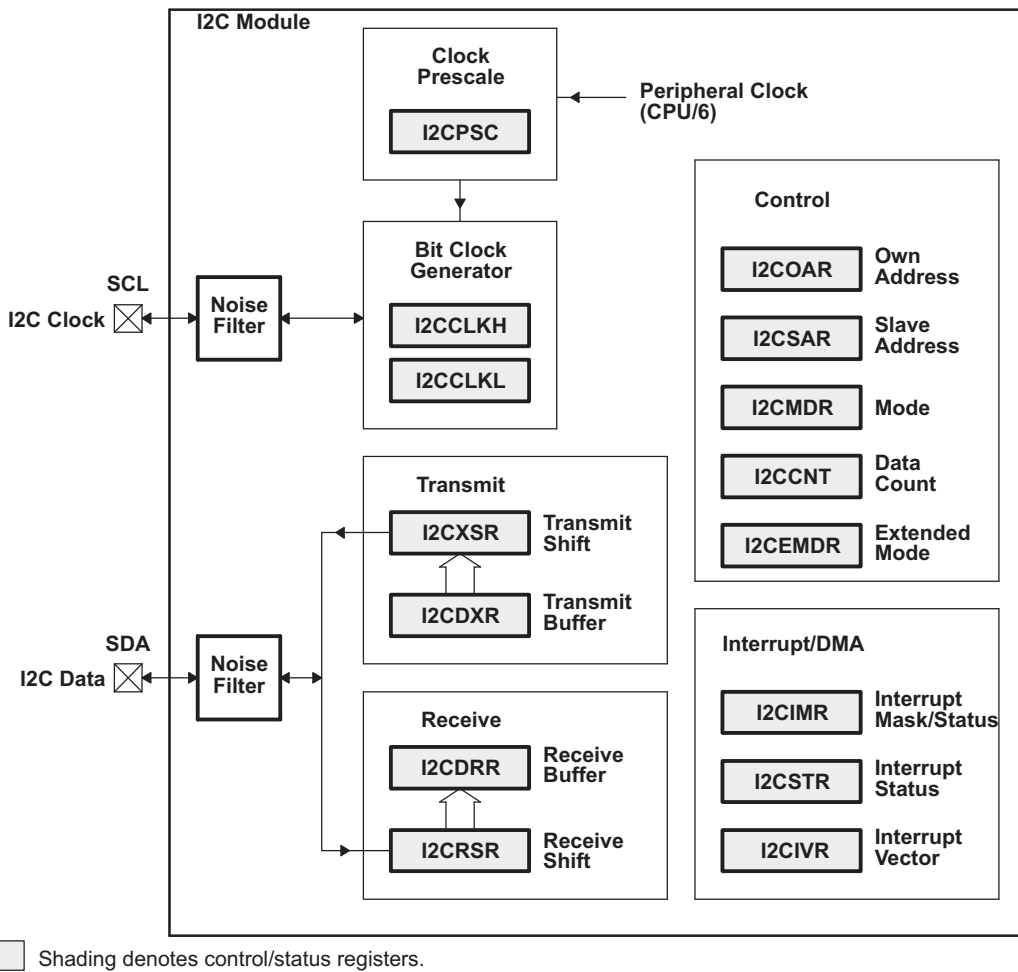 I2C Module
Clock
Prescale
I2CPSC
Peripheral Clock
(CPU/6)
Bit Clock
Generator
I2CCLKH
I2CCLKL
SCL
I2C Clock
Noise
Filter
Control
I2COAR
Own
Address
I2CSAR
Slave
Address
I2CMDR
Mode
I2CCNT
Data
Count
I2CEMDR
Extended
Mode
Transmit
I2CXSR
Transmit
Shift
I2CDXR
Transmit
Buffer
SDA
I2C Data
Noise
Filter
Receive
I2CDRR
Receive
Buffer
I2CRSR
Receive
Shift
Interrupt/DMA
I2CIMR
Interrupt
Mask/Status
I2CSTR
Interrupt
Status
I2CIVR
Interrupt
Vector
Shading denotes control/status registers.